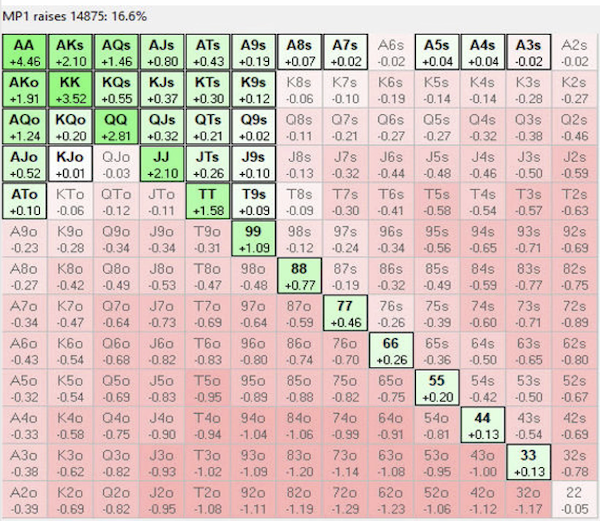 MP1 raises 14875: 16.6%
AA AKs AQs AJs ATs A9s A8s A7s A6s A5s A4s A3s A2s
+4.46 +2.10 +1.46 +0.80 +0.43 +0.19 +0.07 +0.02 -0.02 +0.04 +0.04 -0.02 -0.02
AKo KK KQs KJs KTs K9s K8s K7s K6s K5s K4s K3s K2s
+1.91 +3.52 +0.55 +0.37 +0.30 +0.12 -0.06 -0.10 -0.19 -0.14 -0.14 -0.28 -0.27
AQo KQo QQ QJs QTs Q9s Q8s Q7s Q6s Q5s Q4s Q3s Q2s
+1.24 +0.20 +2.81 +0.32 +0.21 +0.02 -0.11 -0.21 -0.27 -0.27 -0.32 -0.38 -0.46
AJo KJo QJo JJ JTs J9s J8s J7s J6s J5s J4s J3s J2s
+0.52 +0.01 -0.03 +2.10 +0.26 +0.10 -0.13 -0.32 -0.44 -0.48 -0.46 -0.50 -0.59
ATo KTo QTo JTo TT T9s T8s T7s T6s T5s T4s T3s T2s
+0.10 -0.06 -0.12 -0.11 +1.58 +0.09 -0.09 -0.30 -0.41 -0.58 -0.54 -0.57 -0.63
A9o K9o Q9o J9o T9o 99 98s 97s 96s 95s 94s 93s 92s
-0.23 -0.28 -0.34 -0.34 -0.31 +1.09 -0.12 -0.24 -0.34 -0.56 -0.65 -0.71 -0.69
A8o K8o Q8o J8o T8o 98o 88 87s 86s 85s 84s 83s 82s
-0.27 -0.42 -0.49 -0.53 -0.47 -0.48 +0.77 -0.19 -0.32 -0.49 -0.59 -0.77 -0.75
A7o K7o Q7o J7o T7o 97o 87o 77 76s 75s 74s 73s 72s
-0.34 -0.47 -0.64 -0.73 -0.69 -0.64 -0.59 +0.46 -0.26 -0.39 -0.60 -0.71 -0.89
A6o K6o Q6o J6o T6o 96o 86o 76o 66 65s 64s 63s 62s
-0.43 -0.54 -0.68 -0.82 -0.83 -0.80 -0.74 -0.70 +0.26 -0.36 -0.50 -0.65 -0.80
A5o K5o Q5o J5o T5o 95o 85o 75o 65o 55 54s 53s 52s
-0.32 -0.54 -0.69 -0.83 -0.95 -0.89 -0.88 -0.82 -0.75 +0.20 -0.42 -0.50 -0.67
A4o K4o Q4o J4o T4o 94o 84o 74o 64o 54o 44 43s 42s
-0.33 -0.58 -0.75 -0.90 -0.94 -1.04 -1.06 -0.99 -0.91 -0.81 +0.13 -0.54 -0.69
A3o K3o Q3o J3o T3o 93o 83o 73o 63o 53o 43o 33 32s
-0.38 -0.62 -0.82 -0.93 -1.02 -1.09 -1.20 -1.14 -1.08 -0.95 -1.00 +0.13 -0.78
A2o K2o Q2o J2o T2o 92o 82o 72o 62o 52o 42o 32o 22
-0.39 -0.69 -0.82 -0.95 -1.08 -1.11 -1.19 -1.29 -1.23 -1.06 -1.12 -1.17 -0.05